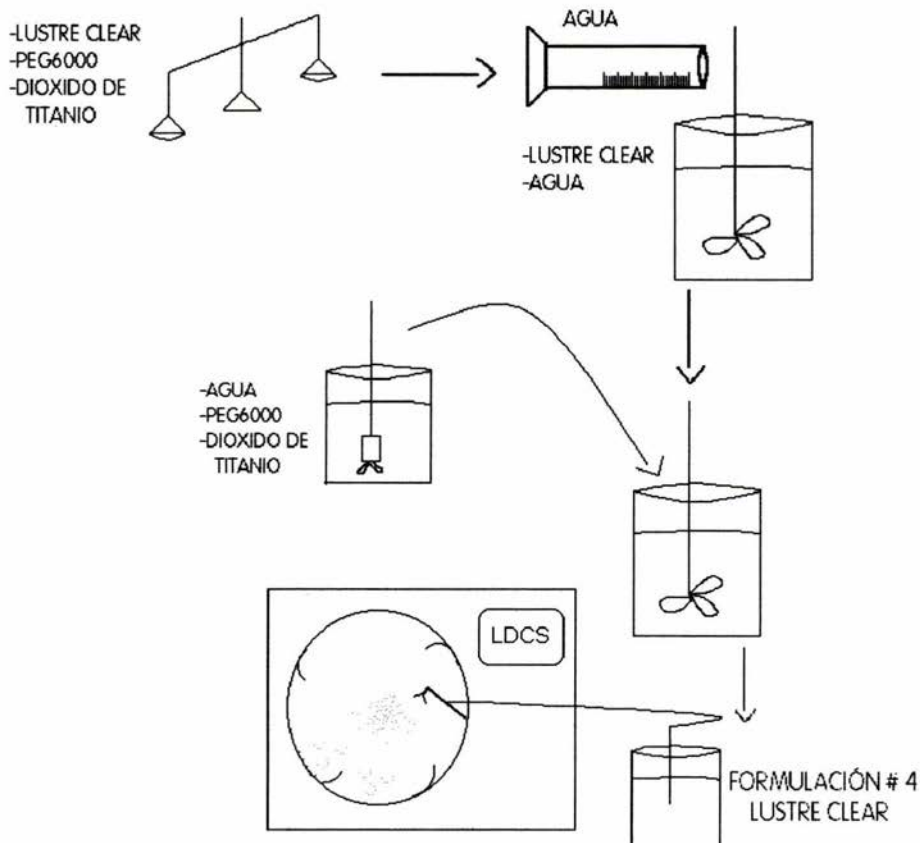 -LUSTRE CLEAR
-PEG6000
-DIOXIDO DE
TITANIO
AGUA
-LUSTRE CLEAR
-AGUA
-AGUA
-PEG6000
-DIOXIDO DE
TITANIO
LDCS
FORMULACIÓN # 4
LUSTRE CLEAR